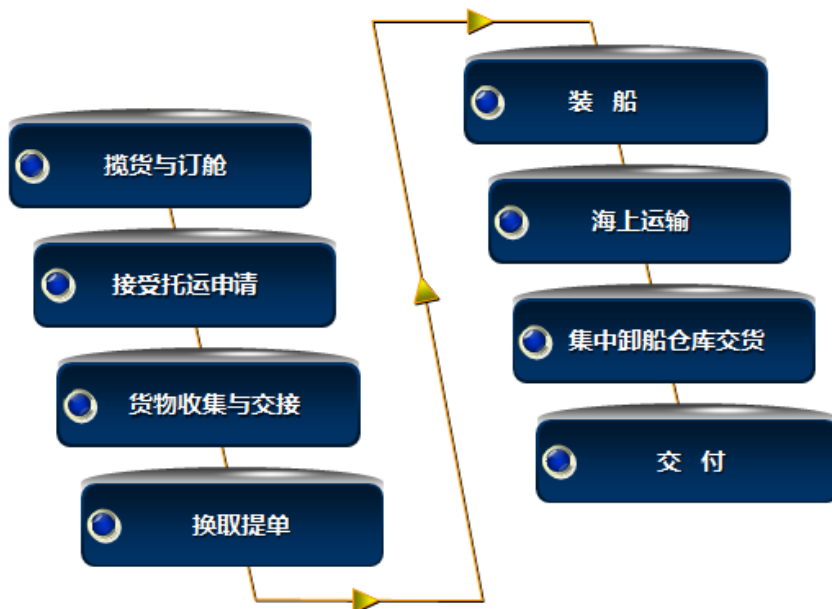 揽货与订舱
接受托运申请
货物收集与交接
换取提单
装 船
海上运输
集中卸船仓库交货
交 付